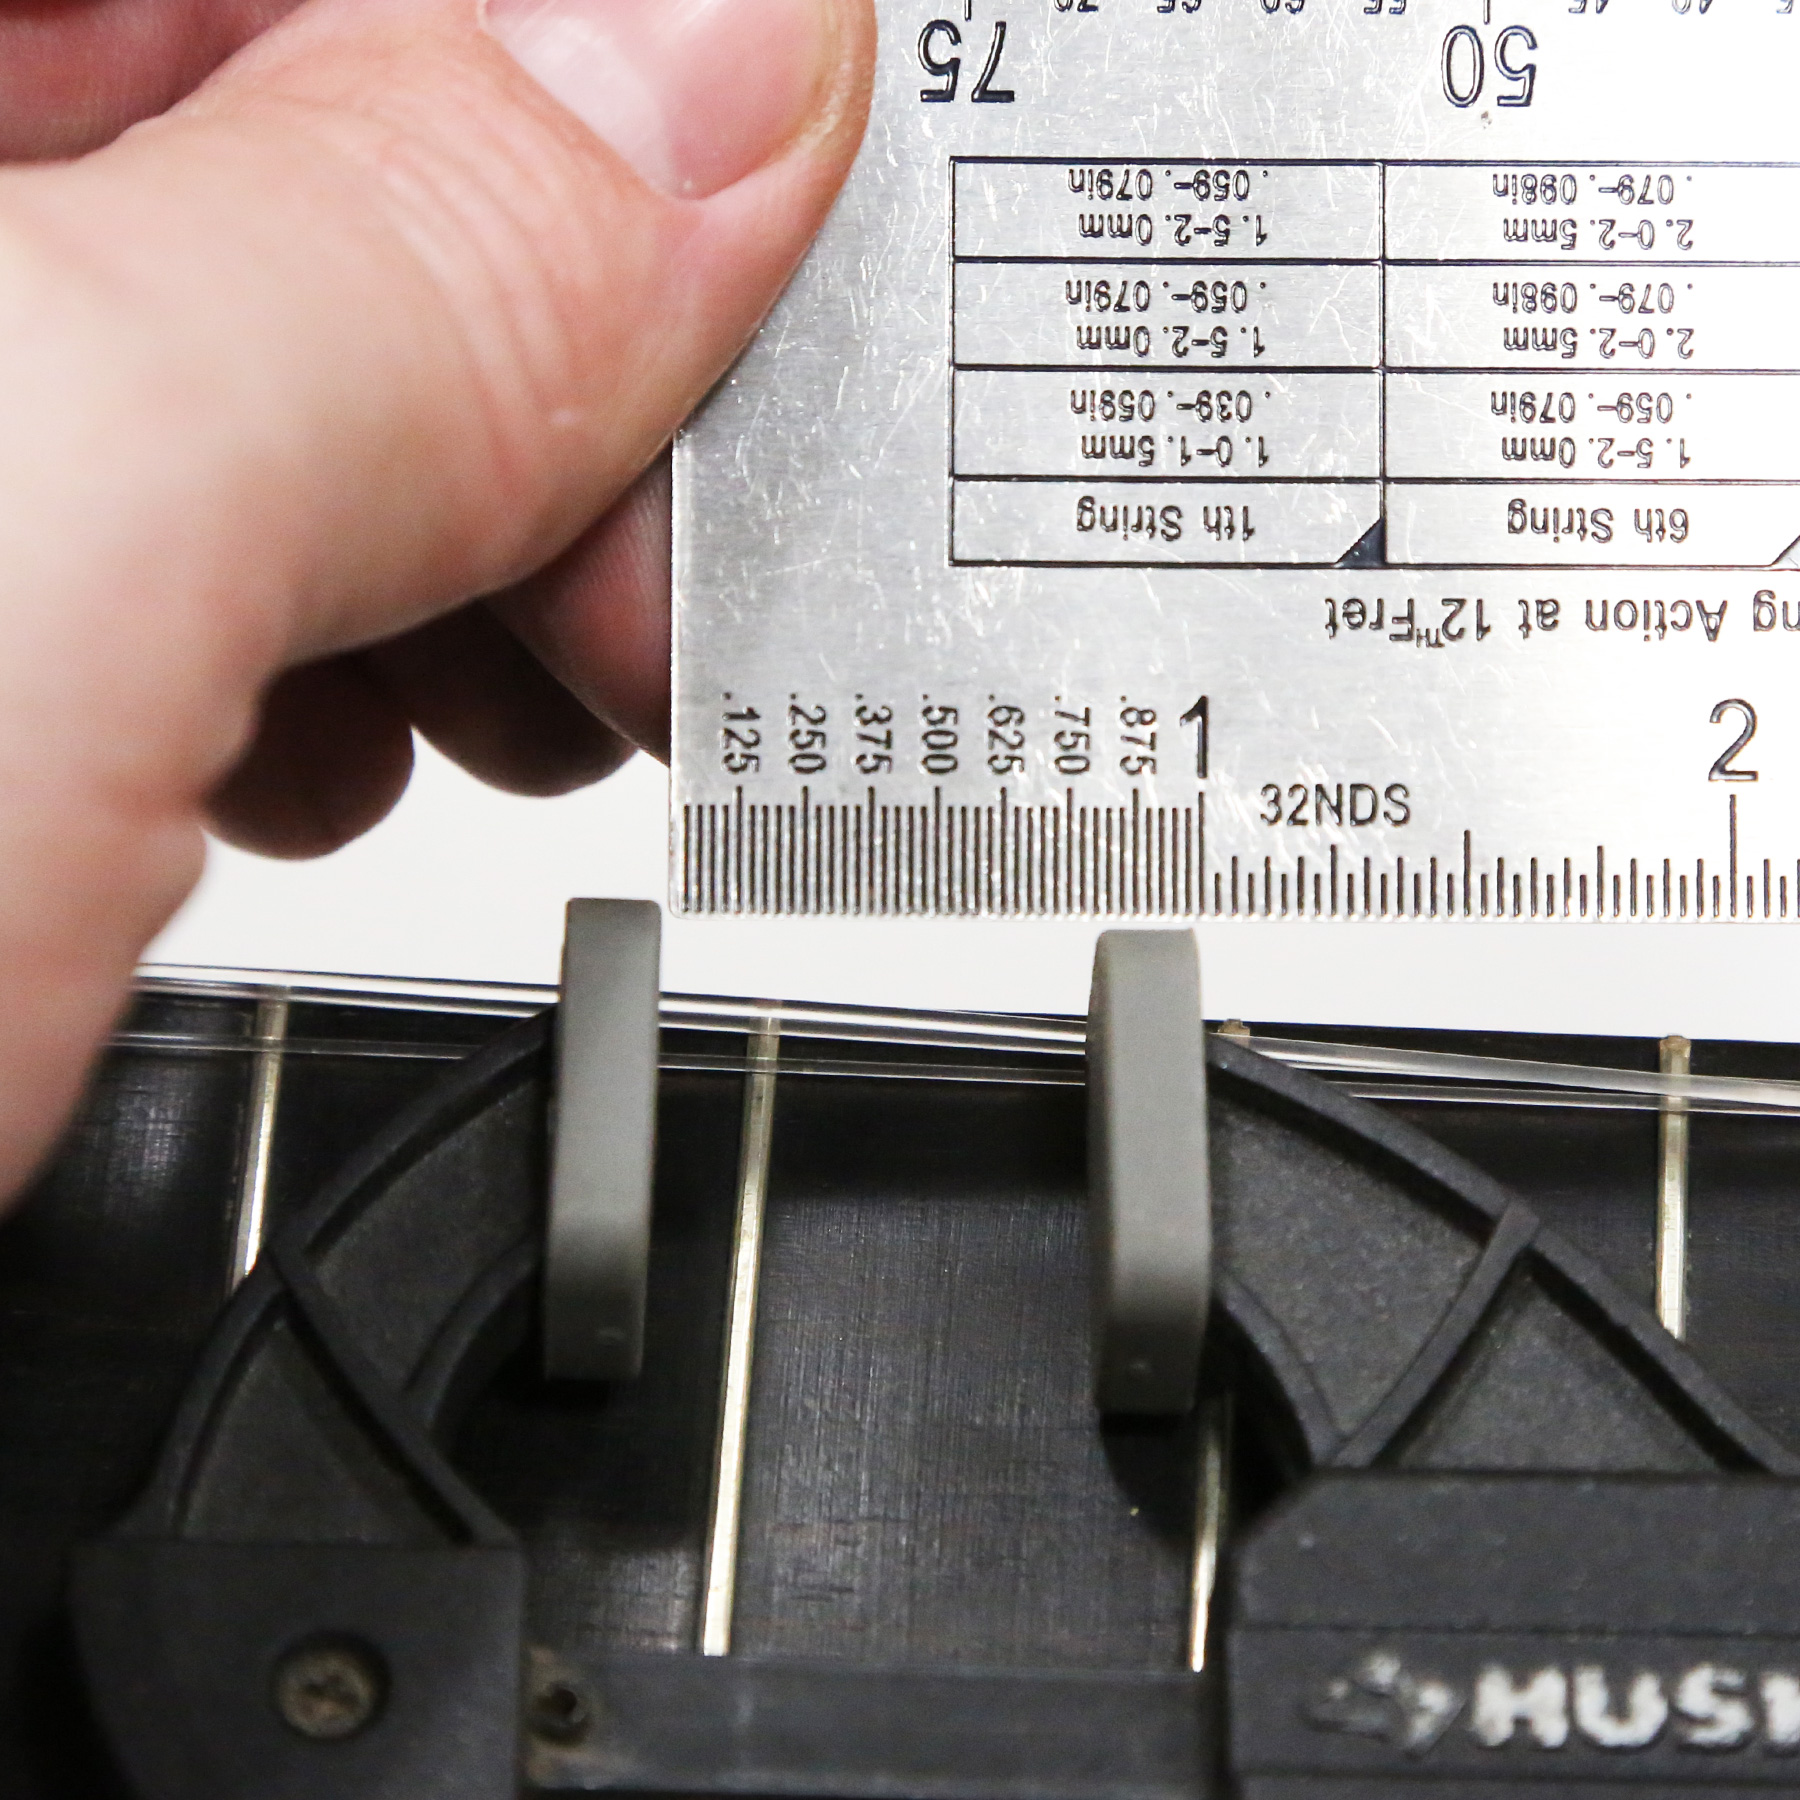 75 50
.059-.079in .079-.098in
1.5-2.0mm 2.0-2.5mm
.059-.079in .079-.098in
1.5-2.0mm 2.0-2.5mm
.039-.059in .059-.079in
1.0-1.5mm 1.5-2.0mm
1th String 6th String
ng Action at 12TH Fret
.125 .250 .375 .500 .625 .750 .875 1 2
32NDS
HUSK